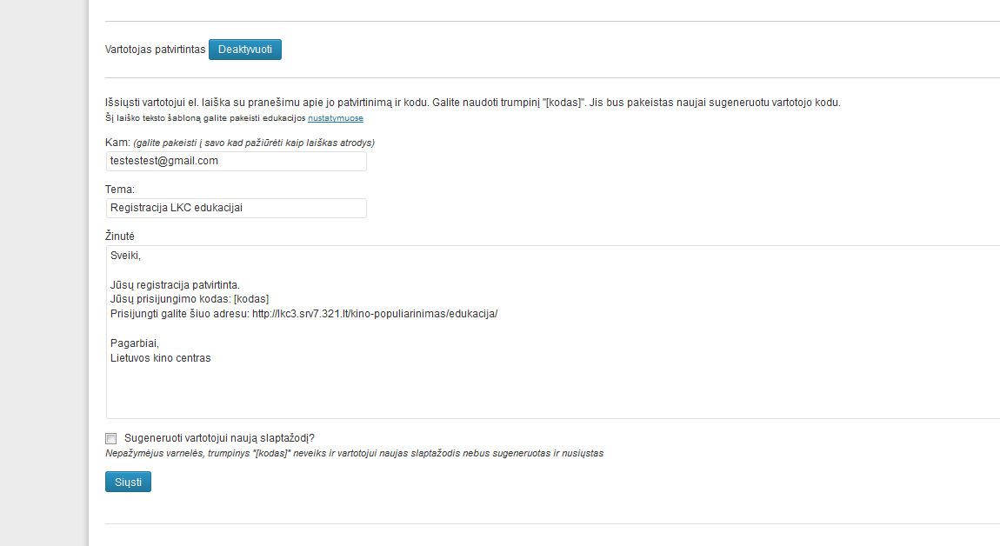 Vartotojas patvirtintas Deaktyvuoti
Išsiųsti vartotojui el. laiška su pranešimu apie jo patvirtinimą ir kodu. Galite naudoti trumpinį "[kodas]". Jis bus pakeistas naujai sugeneruotu vartotojo kodu.
Šį laiško teksto šabloną galite pakeisti edukacijos nustatymuose
Kam: (galite pakeisti į savo kad pažiūrėti kaip laiškas atrodys)
testestest@gmail.com
Tema:
Registracija LKC edukacijai
Žinutė
Sveiki,
Jūsų registracija patvirtinta.
Jūsų prisijungimo kodas: [kodas]
Prisijungti galite šiuo adresu: http://lkc3.srv7.321.lt/kino-populiarinimas/edukacija/
Pagarbiai,
Lietuvos kino centras
Sugeneruoti vartotojui naują slaptažodį?
Nepažymėjus varnelės, trumpinys "[kodas]" neveiks ir vartotojui naujas slaptažodis nebus sugeneruotas ir nusiųstas
Siųsti